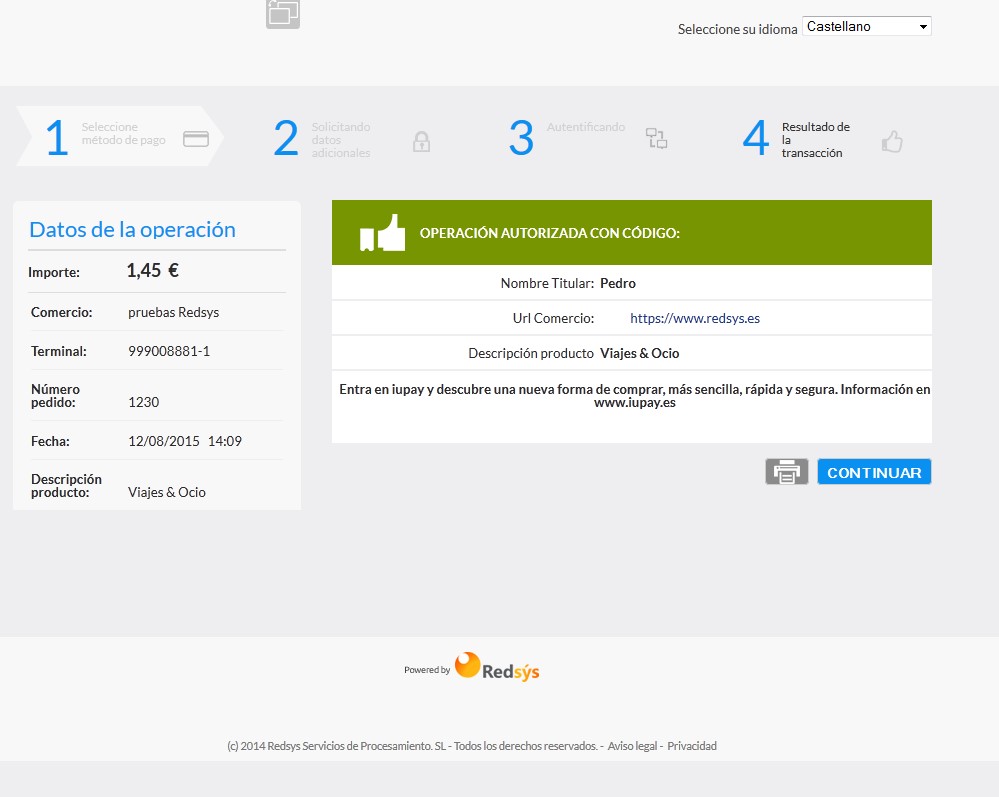 Seleccione su idioma Castellano
1 Seleccione
método de pago
2 Solicitando
datos
adicionales
3 Autentificando
4 Resultado de
la
transacción
Datos de la operación
Importe: 1,45 €
Comercio: pruebas Redsys
Terminal: 999008881-1
Número
pedido: 1230
Fecha: 12/08/2015 14:09
Descripción
producto: Viajes & Ocio
OPERACIÓN AUTORIZADA CON CÓDIGO:
Nombre Titular: Pedro
Url Comercio: https://www.redsys.es
Descripción producto Viajes & Ocio
Entra en iupay y descubre una nueva forma de comprar, más sencilla, rápida y segura. Información en
www.iupay.es
CONTINUAR
Powered by Redsýs
(c) 2014 Redsys Servicios de Procesamiento. SL - Todos los derechos reservados. - Aviso legal - Privacidad